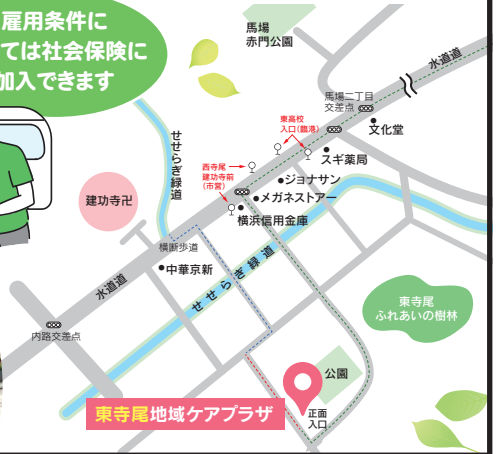 雇用条件に
ては社会保険に
加入できます
馬場
赤門公園
水道道
馬場二丁目
交差点
文化堂
東高校
入口(臨港)
スギ薬局
西寺尾
建功寺前
(市営)
ジョナサン
メガネストアー
横浜信用金庫
せせらぎ緑道
建功寺卍
横断歩道
中華京新
せせらぎ緑道
水道道
内路交差点
東寺尾
ふれあいの樹林
公園
正面
入口
東寺尾地域ケアプラザ